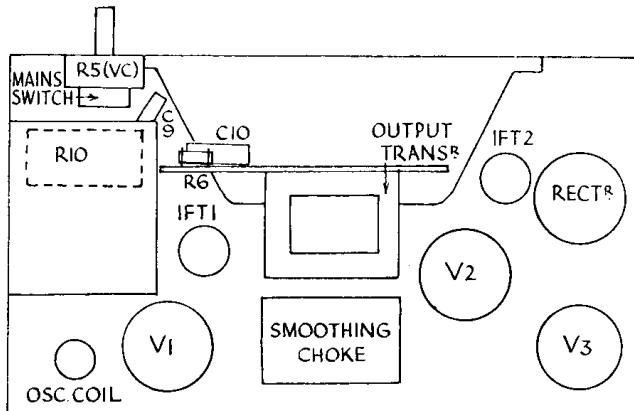 R5(VC)
MAINS
SWITCH
C
9
C10
R10
R6
OUTPUT
TRANSR.
IFT2
RECTR.
IFT1
V2
V1
SMOOTHING
CHOKE
V3
OSC.COIL